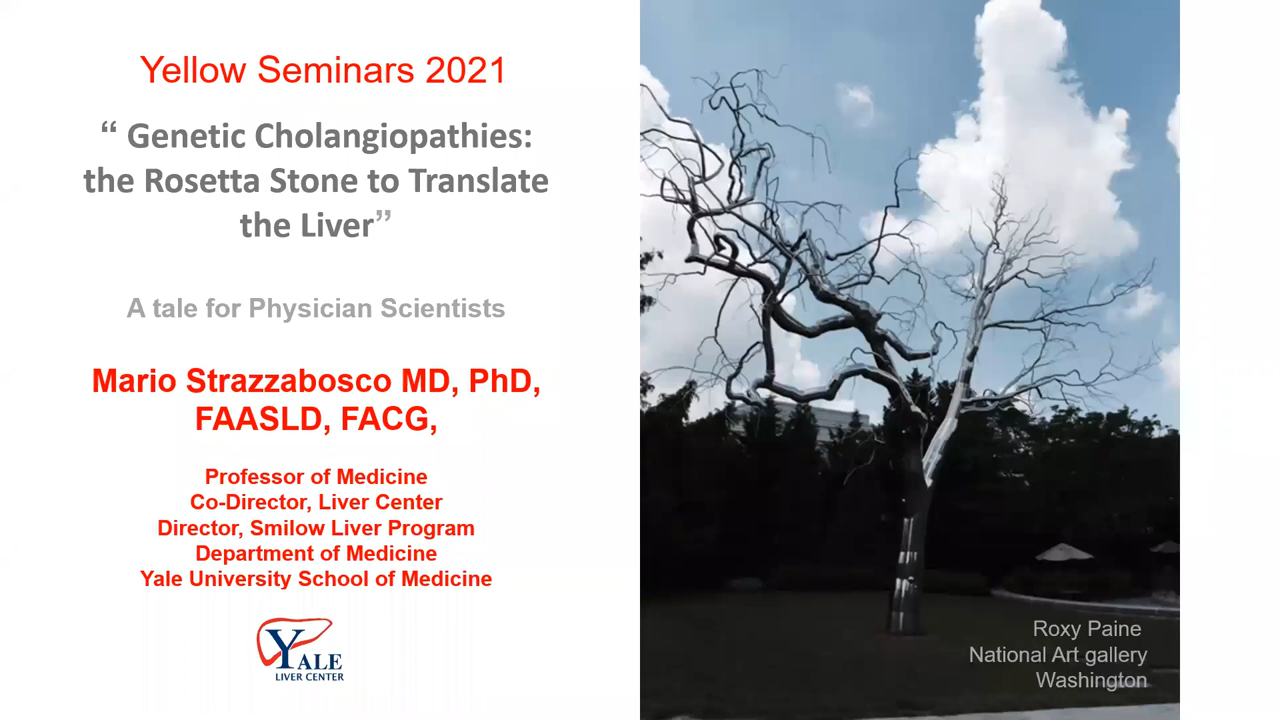 Yellow Seminars 2021
“ Genetic Cholangiopathies:
the Rosetta Stone to Translate
the Liver”
A tale for Physician Scientists
Mario Strazzabosco MD, PhD,
FAASLD, FACG,
Professor of Medicine
Co-Director, Liver Center
Director, Smilow Liver Program
Department of Medicine
Yale University School of Medicine
YALE
LIVER CENTER
Roxy Paine
National Art gallery
Washington